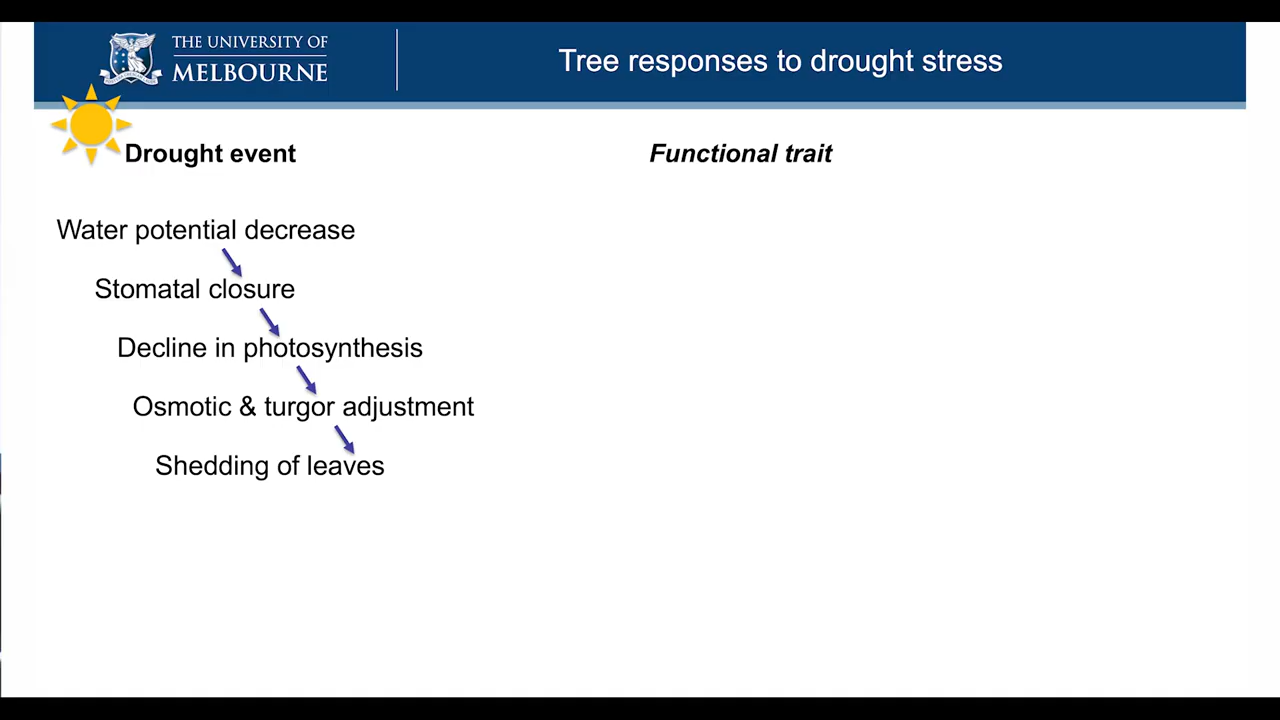 THE UNIVERSITY OF
MELBOURNE
Tree responses to drought stress
Drought event
Functional trait
Water potential decrease
Stomatal closure
Decline in photosynthesis
Osmotic & turgor adjustment
Shedding of leaves